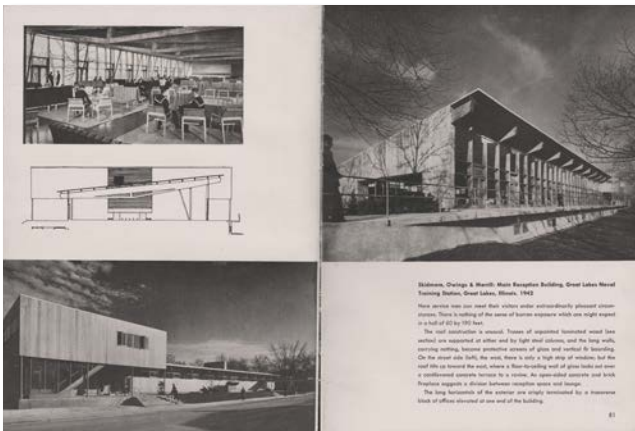 Skidmore, Owings & Merrill: Main Reception Building, Great Lakes Naval
Training Station, Great Lakes, Illinois. 1942
Here service men can meet their visitors under extraordinarily pleasant circum-
stances. There is nothing of the sense of barren exposure which one might expect
in a hall of 60 by 190 feet.
The roof construction is unusual. Trusses of unpainted laminated wood (see
section) are supported at either end by light steel columns, and the long walls,
carrying nothing, become protective screens of glass and vertical fir boarding.
On the street side (left), the west, there is only a high strip of window; but the
roof tilts up toward the east, where a floor-to-ceiling wall of glass looks out over
a cantilevered concrete terrace to a ravine. An open-sided concrete and brick
fireplace suggests a division between reception space and lounge.
The long horizontals of the exterior are crisply terminated by a transverse
block of offices elevated at one end of the building.
81